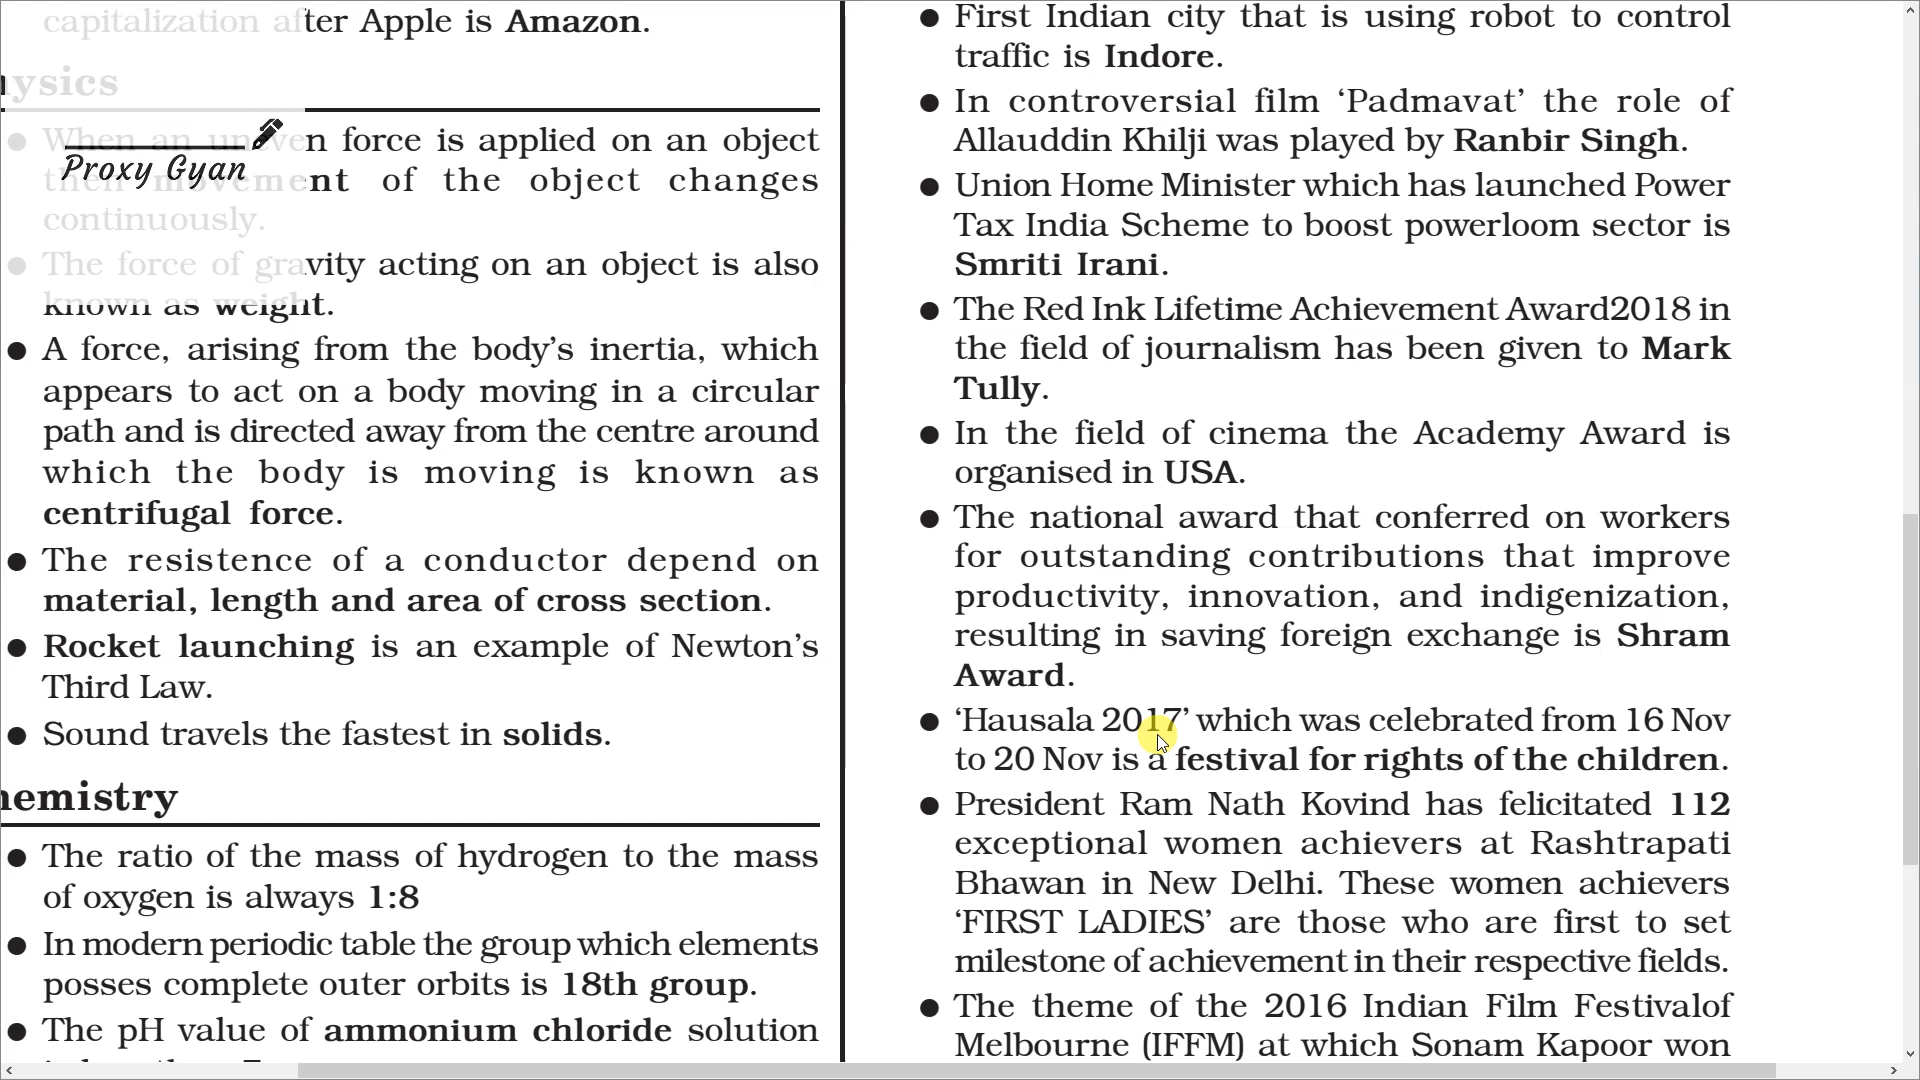 capitalization after Apple is Amazon.
ysics
When an uneven force is applied on an object
then movement of the object changes
continuously.
Proxy Gyan
The force of gravity acting on an object is also
known as weight.
A force, arising from the body’s inertia, which
appears to act on a body moving in a circular
path and is directed away from the centre around
which the body is moving is known as
centrifugal force.
The resistence of a conductor depend on
material, length and area of cross section.
Rocket launching is an example of Newton’s
Third Law.
Sound travels the fastest in solids.
hemistry
The ratio of the mass of hydrogen to the mass
of oxygen is always 1:8
In modern periodic table the group which elements
posses complete outer orbits is 18th group.
The pH value of ammonium chloride solution
First Indian city that is using robot to control
traffic is Indore.
In controversial film ‘Padmavat’ the role of
Allauddin Khilji was played by Ranbir Singh.
Union Home Minister which has launched Power
Tax India Scheme to boost powerloom sector is
Smriti Irani.
The Red Ink Lifetime Achievement Award2018 in
the field of journalism has been given to Mark
Tully.
In the field of cinema the Academy Award is
organised in USA.
The national award that conferred on workers
for outstanding contributions that improve
productivity, innovation, and indigenization,
resulting in saving foreign exchange is Shram
Award.
‘Hausala 2017’ which was celebrated from 16 Nov
to 20 Nov is a festival for rights of the children.
President Ram Nath Kovind has felicitated 112
exceptional women achievers at Rashtrapati
Bhawan in New Delhi. These women achievers
‘FIRST LADIES’ are those who are first to set
milestone of achievement in their respective fields.
The theme of the 2016 Indian Film Festivalof
Melbourne (IFFM) at which Sonam Kapoor won